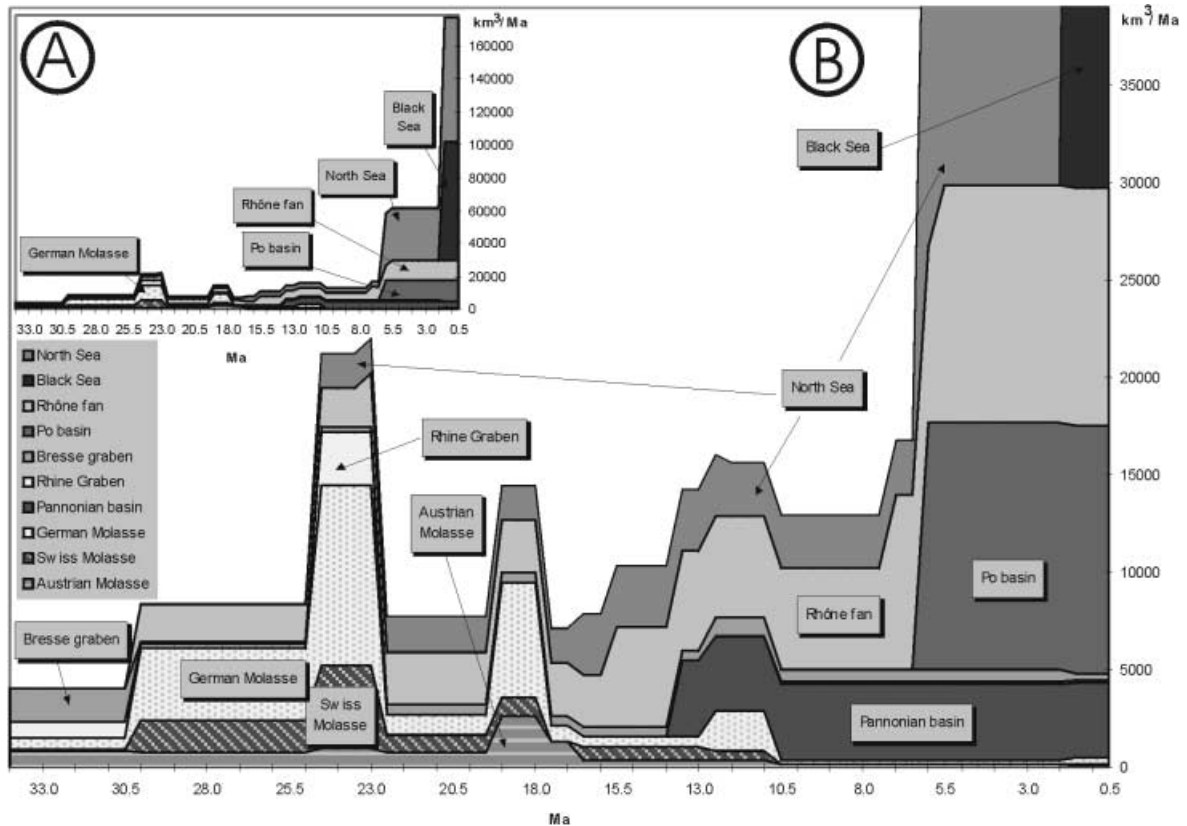 A
km³/ Ma
160000
140000
120000
100000
80000
60000
40000
20000
0
Black
Sea
North Sea
Rhône fan
Po basin
German Molasse
33.0 30.5 28.0 25.5 23.0 20.5 18.0 15.5 13.0 10.5 8.0 5.5 3.0 0.5
Ma
North Sea
Black Sea
Rhône fan
Po basin
Bresse graben
Rhine Graben
Pannonian basin
German Molasse
Sw iss Molasse
Austrian Molasse
B
km³/ Ma
35000
30000
25000
20000
15000
10000
5000
0
Black Sea
North Sea
Rhine Graben
Austrian
Molasse
Bresse graben
German Molasse
Sw iss
Molasse
Rhône fan
Po basin
Pannonian basin
33.0 30.5 28.0 25.5 23.0 20.5 18.0 15.5 13.0 10.5 8.0 5.5 3.0 0.5
Ma